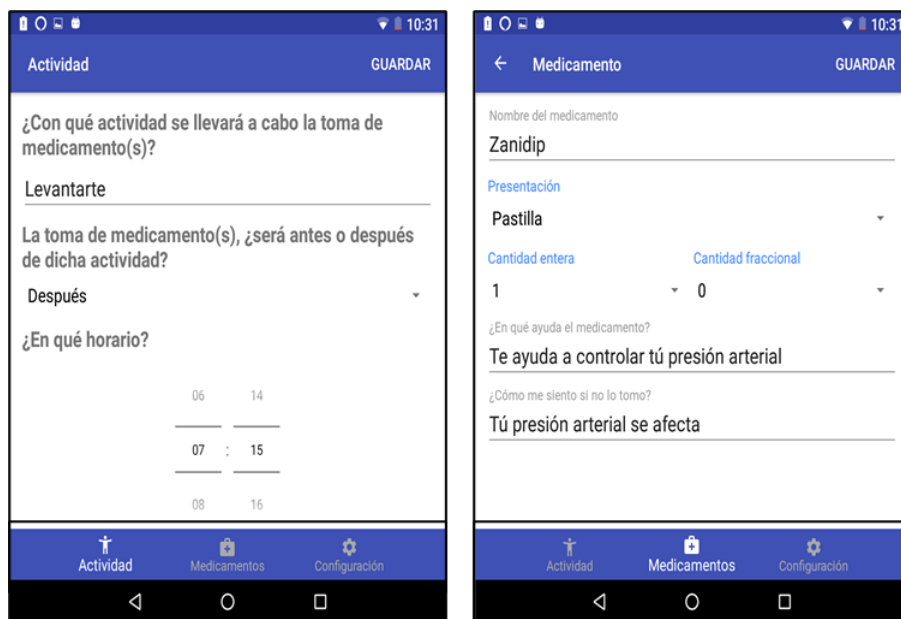 10:31
Actividad GUARDAR
¿Con qué actividad se llevará a cabo la toma de
medicamento(s)?
Levantarte
La toma de medicamento(s), ¿será antes o después
de dicha actividad?
Después
¿En qué horario?
06 14
07 : 15
08 16
Actividad Medicamentos Configuración
10:31
Medicamento GUARDAR
Nombre del medicamento
Zanidip
Presentación
Pastilla
Cantidad entera Cantidad fraccional
1 0
¿En qué ayuda el medicamento?
Te ayuda a controlar tú presión arterial
¿Cómo me siento si no lo tomo?
Tú presión arterial se afecta
Actividad Medicamentos Configuración